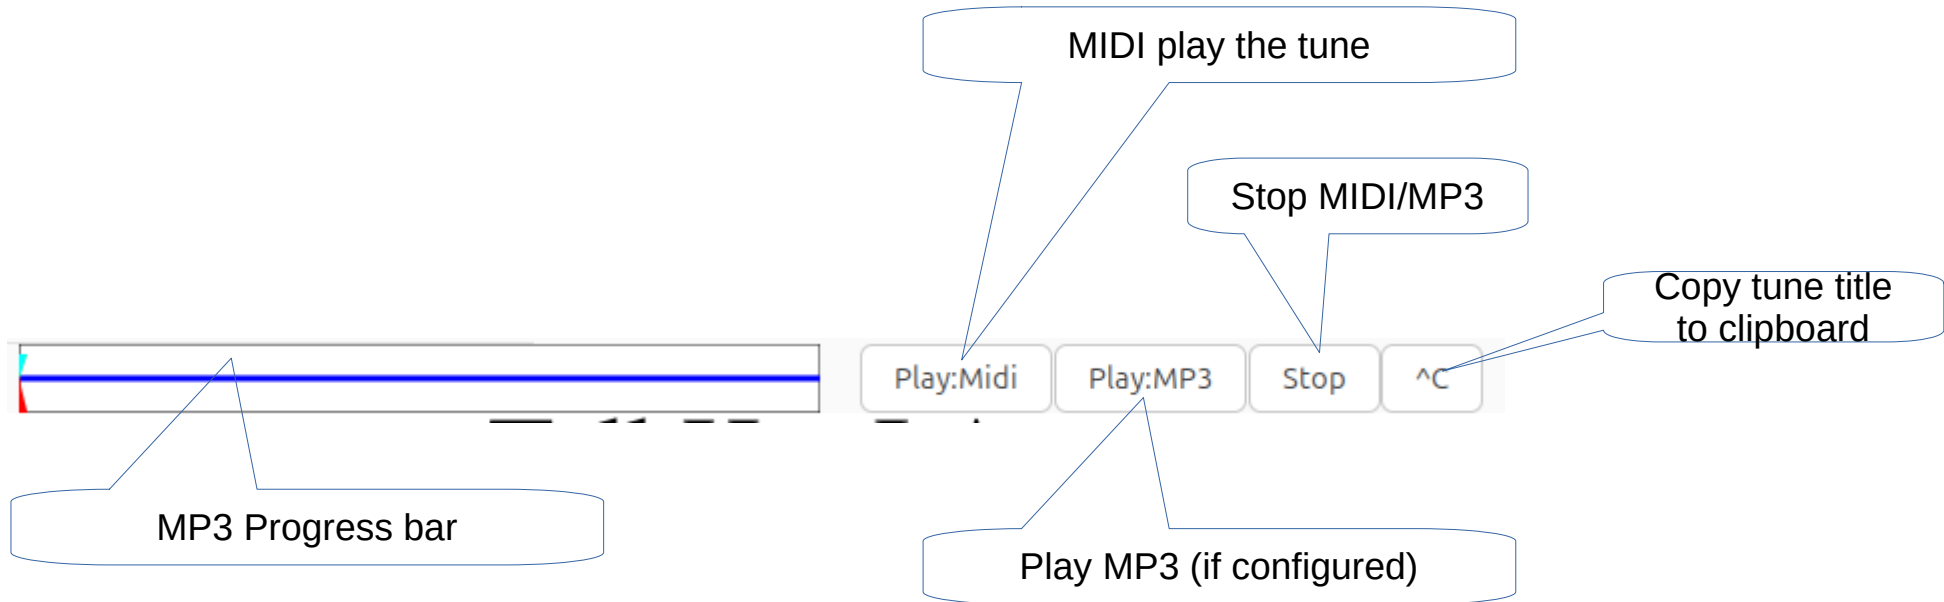 MIDI play the tune
Stop MIDI/MP3
Copy tune title
to clipboard
Play:Midi
Play:MP3
Stop
^C
MP3 Progress bar
Play MP3 (if configured)